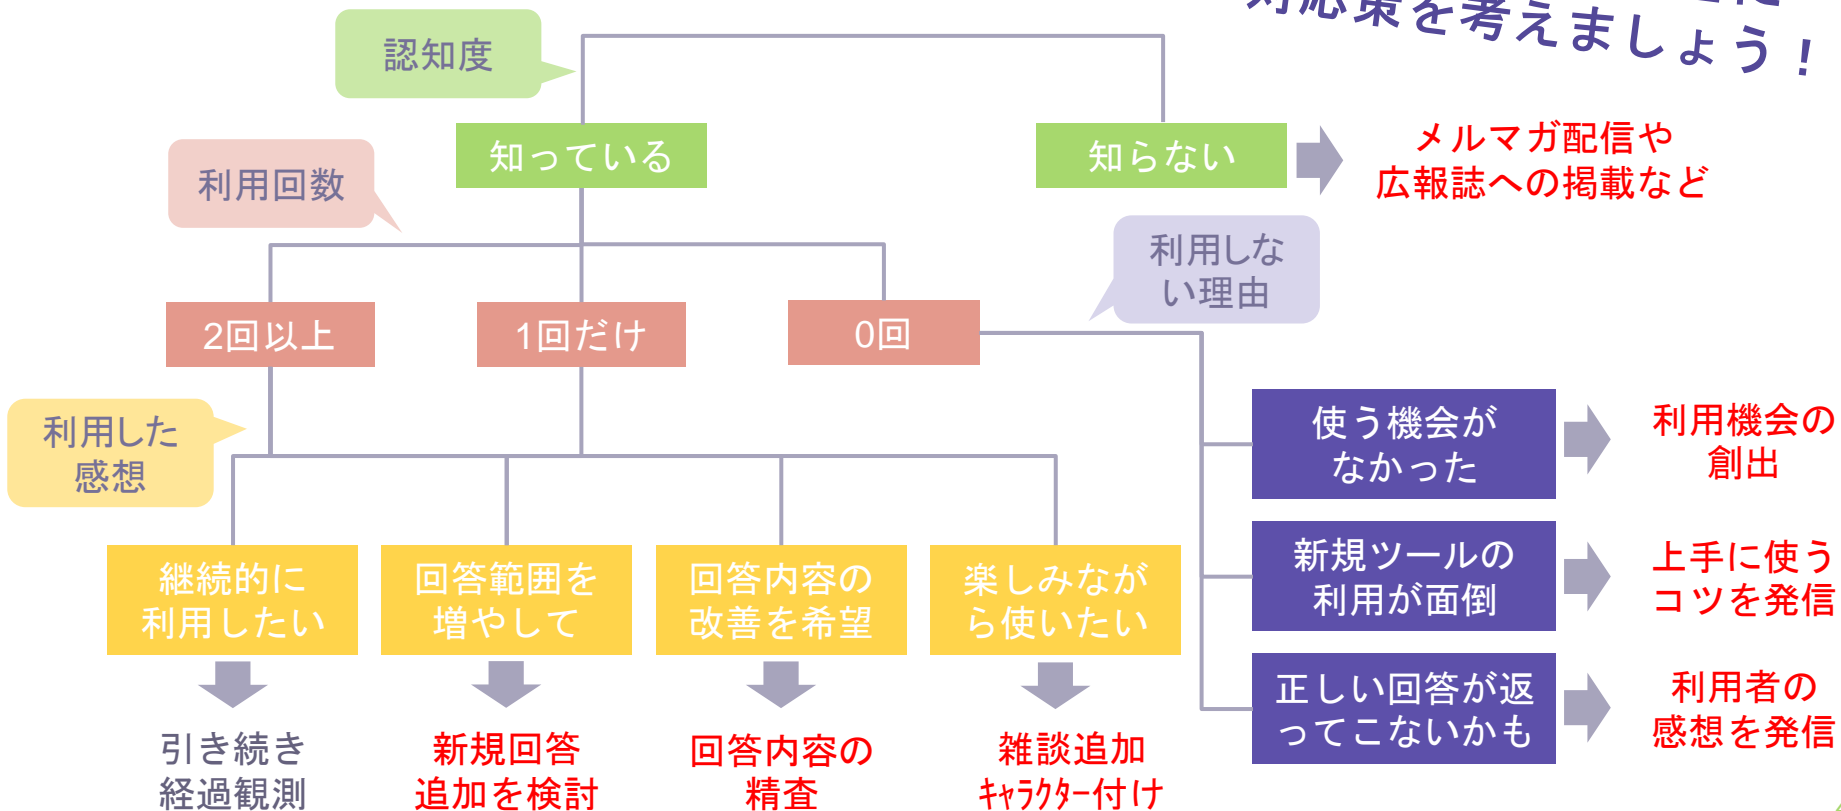 対応策を考えましょう！
認知度
知っている
知らない
メルマガ配信や
広報誌への掲載など
利用回数
利用しな
い理由
2回以上
1回だけ
0回
利用した
感想
使う機会が
なかった
利用機会の
創出
新規ツールの
利用が面倒
上手に使う
コツを発信
正しい回答が返
ってこないかも
利用者の
感想を発信
継続的に
利用したい
回答範囲を
増やして
回答内容の
改善を希望
楽しみなが
ら使いたい
引き続き
経過観測
新規回答
追加を検討
回答内容の
精査
雑談追加
ｷｬﾗｸﾀｰ付け